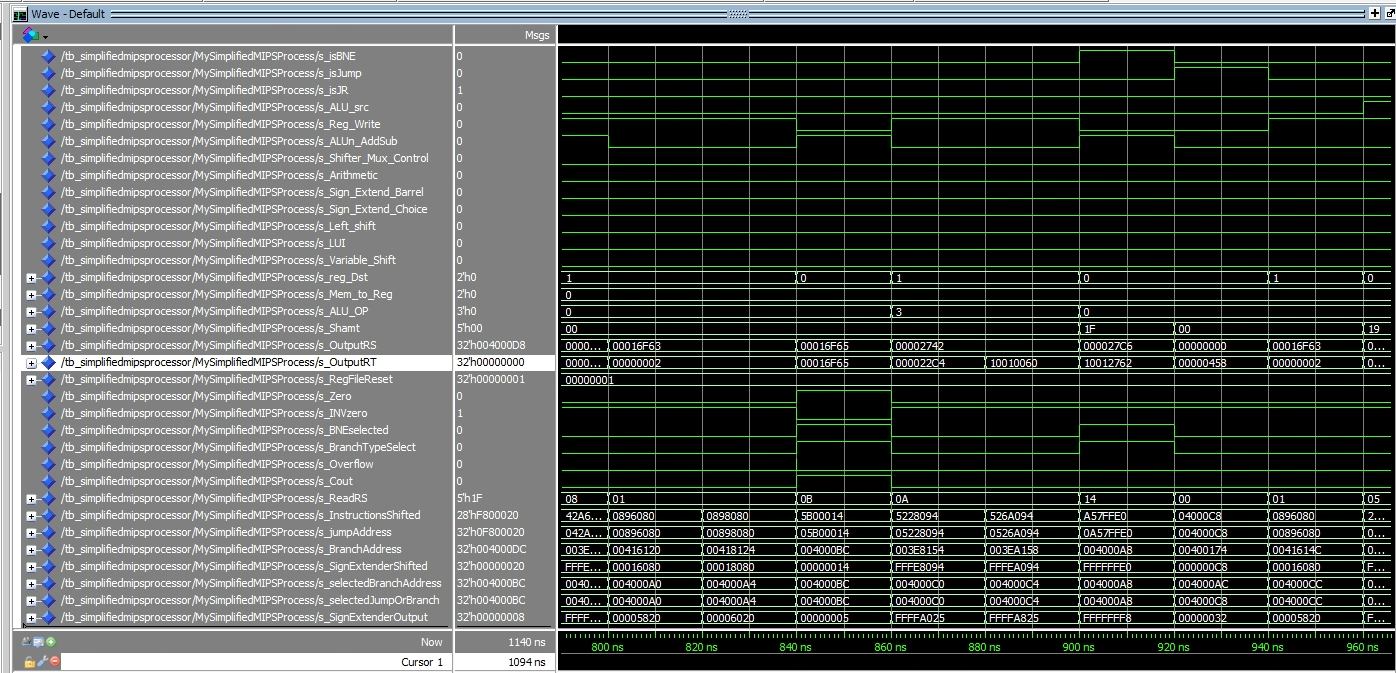 Wave - Default
Msgs
/tb_simplifiedmipsprocessor/MySimplifiedMIPSProcess/s_isBNE 0
/tb_simplifiedmipsprocessor/MySimplifiedMIPSProcess/s_isJump 0
/tb_simplifiedmipsprocessor/MySimplifiedMIPSProcess/s_isJR 1
/tb_simplifiedmipsprocessor/MySimplifiedMIPSProcess/s_ALU_src 0
/tb_simplifiedmipsprocessor/MySimplifiedMIPSProcess/s_Reg_Write 0
/tb_simplifiedmipsprocessor/MySimplifiedMIPSProcess/s_ALUn_AddSub 0
/tb_simplifiedmipsprocessor/MySimplifiedMIPSProcess/s_Shifter_Mux_Control 0
/tb_simplifiedmipsprocessor/MySimplifiedMIPSProcess/s_Arithmetic 0
/tb_simplifiedmipsprocessor/MySimplifiedMIPSProcess/s_Sign_Extend_Barrel 0
/tb_simplifiedmipsprocessor/MySimplifiedMIPSProcess/s_Sign_Extend_Choice 0
/tb_simplifiedmipsprocessor/MySimplifiedMIPSProcess/s_Left_shift 0
/tb_simplifiedmipsprocessor/MySimplifiedMIPSProcess/s_LUI 0
/tb_simplifiedmipsprocessor/MySimplifiedMIPSProcess/s_Variable_Shift 0
/tb_simplifiedmipsprocessor/MySimplifiedMIPSProcess/s_reg_Dst 2'h0 1 0 1 0 1 0
/tb_simplifiedmipsprocessor/MySimplifiedMIPSProcess/s_Mem_to_Reg 2'h0 0
/tb_simplifiedmipsprocessor/MySimplifiedMIPSProcess/s_ALU_OP 3'h0 0 3 0
/tb_simplifiedmipsprocessor/MySimplifiedMIPSProcess/s_Shamt 5'h00 00 1F 00 19
/tb_simplifiedmipsprocessor/MySimplifiedMIPSProcess/s_OutputRS 32'h004000D8 0000... 00016F63 00016F65 00002742 000027C6 00000000 00016F63 0...
/tb_simplifiedmipsprocessor/MySimplifiedMIPSProcess/s_OutputRT 32'h00000000 0000... 00000002 00016F65 000022C4 10010060 10012762 00000458 00000002 0...
/tb_simplifiedmipsprocessor/MySimplifiedMIPSProcess/s_RegFileReset 32'h00000001 00000001
/tb_simplifiedmipsprocessor/MySimplifiedMIPSProcess/s_Zero 0
/tb_simplifiedmipsprocessor/MySimplifiedMIPSProcess/s_INVzero 1
/tb_simplifiedmipsprocessor/MySimplifiedMIPSProcess/s_BNEselected 0
/tb_simplifiedmipsprocessor/MySimplifiedMIPSProcess/s_BranchTypeSelect 0
/tb_simplifiedmipsprocessor/MySimplifiedMIPSProcess/s_Overflow 0
/tb_simplifiedmipsprocessor/MySimplifiedMIPSProcess/s_Cout 0
/tb_simplifiedmipsprocessor/MySimplifiedMIPSProcess/s_ReadRS 5'h1F 08 01 0B 0A 14 00 01 05
/tb_simplifiedmipsprocessor/MySimplifiedMIPSProcess/s_InstructionsShifted 28'hF800020 42A6... 0896080 0898080 5B00014 5228094 526A094 A57FFE0 04000C8 0896080 2...
/tb_simplifiedmipsprocessor/MySimplifiedMIPSProcess/s_jumpAddress 32'h0F800020 042A... 00896080 00898080 05B00014 05228094 0526A094 0A57FFE0 004000C8 00896080 0...
/tb_simplifiedmipsprocessor/MySimplifiedMIPSProcess/s_BranchAddress 32'h004000DC 003E... 00416120 00418124 004000BC 003E8154 003EA158 004000A8 00400174 0041614C 0...
/tb_simplifiedmipsprocessor/MySimplifiedMIPSProcess/s_SignExtenderShifted 32'h00000020 FFFE... 00016080 00018080 00000014 FFFE8094 FFFEA094 FFFFFFE0 000000C8 00016080 F...
/tb_simplifiedmipsprocessor/MySimplifiedMIPSProcess/s_selectedBranchAddress 32'h004000BC 0040... 004000A0 004000A4 004000BC 004000C0 004000C4 004000A8 004000AC 004000CC 0...
/tb_simplifiedmipsprocessor/MySimplifiedMIPSProcess/s_selectedJumpOrBranch 32'h004000BC 0040... 004000A0 004000A4 004000BC 004000C0 004000C4 004000A8 004000C8 004000CC 0...
/tb_simplifiedmipsprocessor/MySimplifiedMIPSProcess/s_SignExtenderOutput 32'h00000008 FFFF... 00005820 00006020 00000005 FFFFA025 FFFFA825 FFFFFFF8 00000032 00005820 F...
Now 1140 ns 800 ns 820 ns 840 ns 860 ns 880 ns 900 ns 920 ns 940 ns 960 ns
Cursor 1 1094 ns